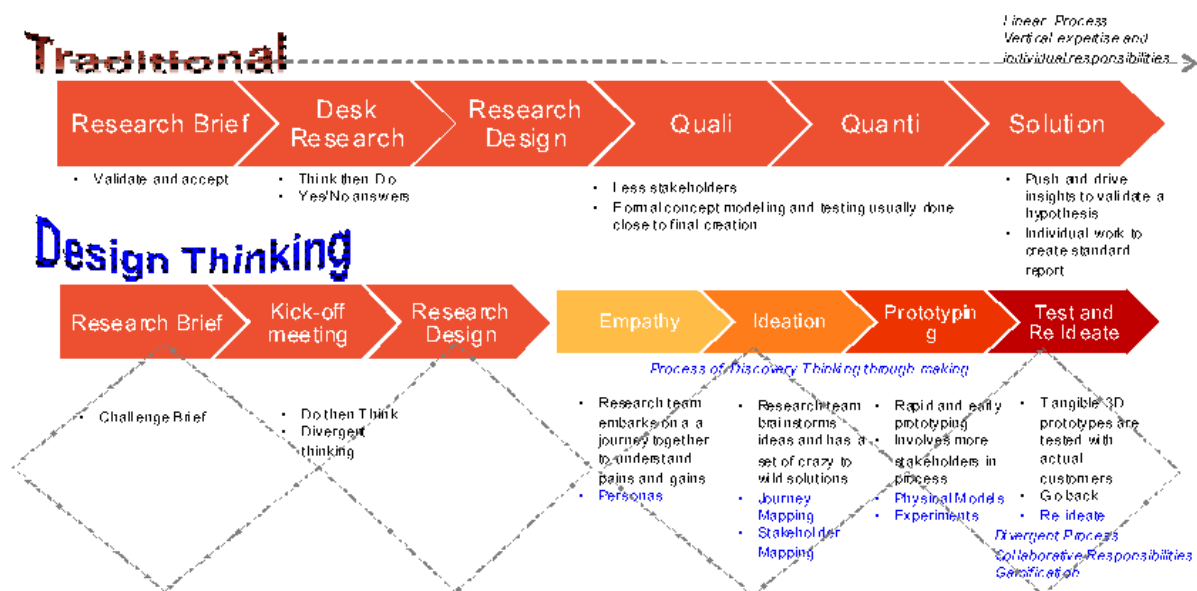 Linear Process
Vertical expertise and
individual responsibilities
Traditional
Research Brief
Desk
Research
Research
Design
Quali
Quanti
Solution
• Validate and accept
• Think then Do
• Yes/No answers
• Less stakeholders
• Formal concept modeling and testing usually done
close to final creation
• Push and drive
insights to validate a
hypothesis
• Individual work to
create standard
report
Design Thinking
Research Brief
Kick-off
meeting
Research
Design
Empathy
Ideation
Prototypin
g
Test and
Re Ideate
Process of Discovery Thinking through making
• Challenge Brief
• Do then Think
• Divergent
thinking
• Research team
embarks on a a
journey together
to understand
pains and gains
• Personas
• Research team
brainstorms
ideas and has a
set of crazy to
wild solutions
• Journey
Mapping
• Stakeholder
Mapping
• Rapid and early
prototyping
• Involves more
stakeholders in
process
• Physical Models
• Experiments
• Tangible 3D
prototypes are
tested with
actual
customers
• Go back
• Re ideate
Divergent Process
Collaborative Responsibilities
Gamification